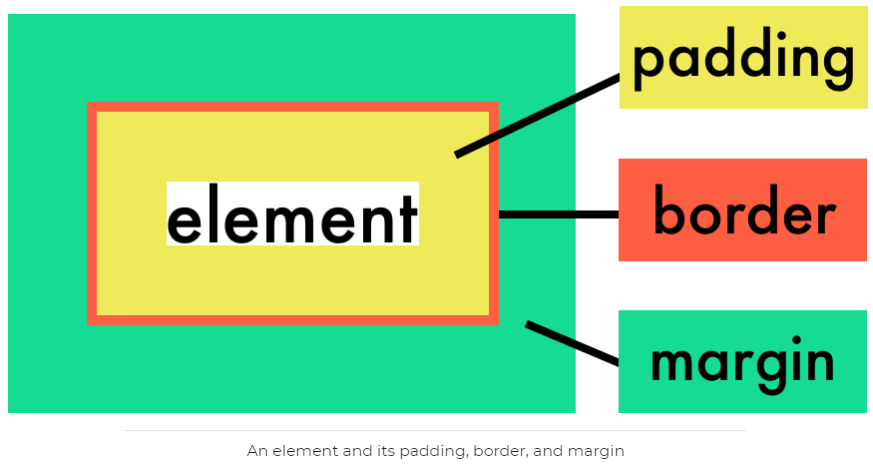 padding
element
border
margin
An element and its padding, border, and margin